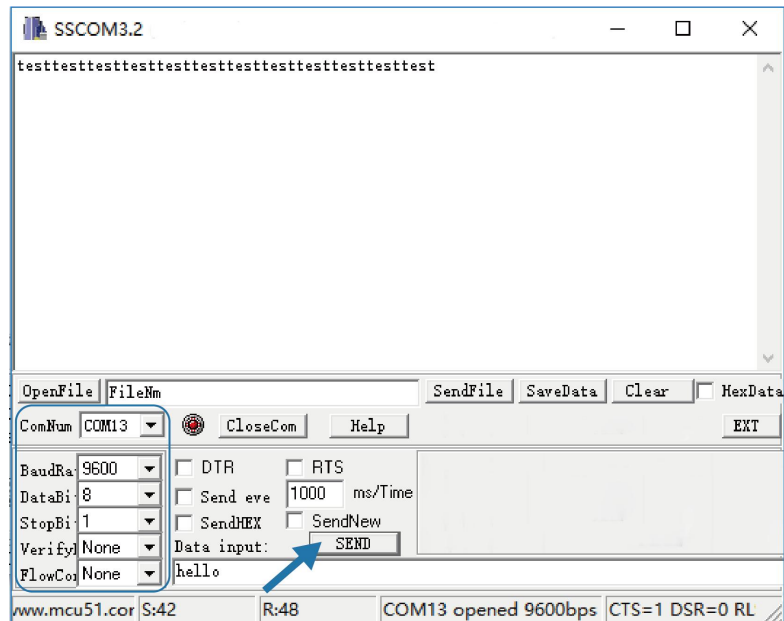 SSCOM3.2
testtesttesttesttesttesttesttesttesttesttesttest
OpenFile FileNm SendFile SaveData Clear HexData
ComNum COM13 CloseCom Help EXT
BaudRa 9600 DTR RTS
DataBi 8 Send eve 1000 ms/Time
StopBi 1 SendHEX SendNew
Verify None Data input: SEND
FlowCo None hello
www.mcu51.cor S:42 R:48 COM13 opened 9600bps CTS=1 DSR=0 RL